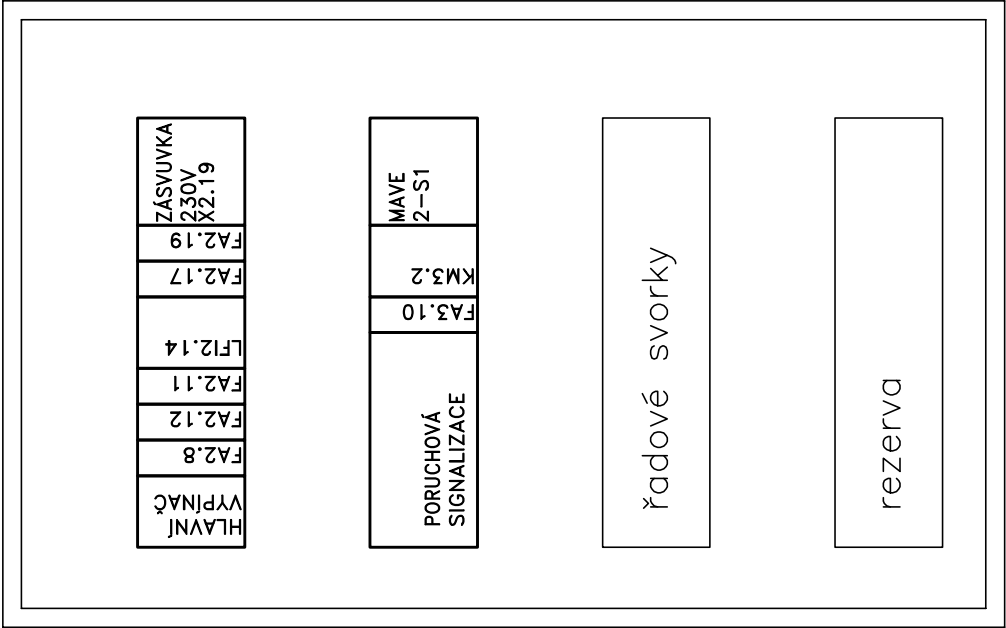 ZÁSUVKA
230V
X2.19
FA2.19
FA2.17
LFI2.14
FA2.11
FA2.12
FA2.8
HLAVNÍ
VYPÍNAČ
MAVE
2-S1
KM3.2
FA3.10
PORUCHOVÁ
SIGNALIZACE
řadové svorky
rezerva